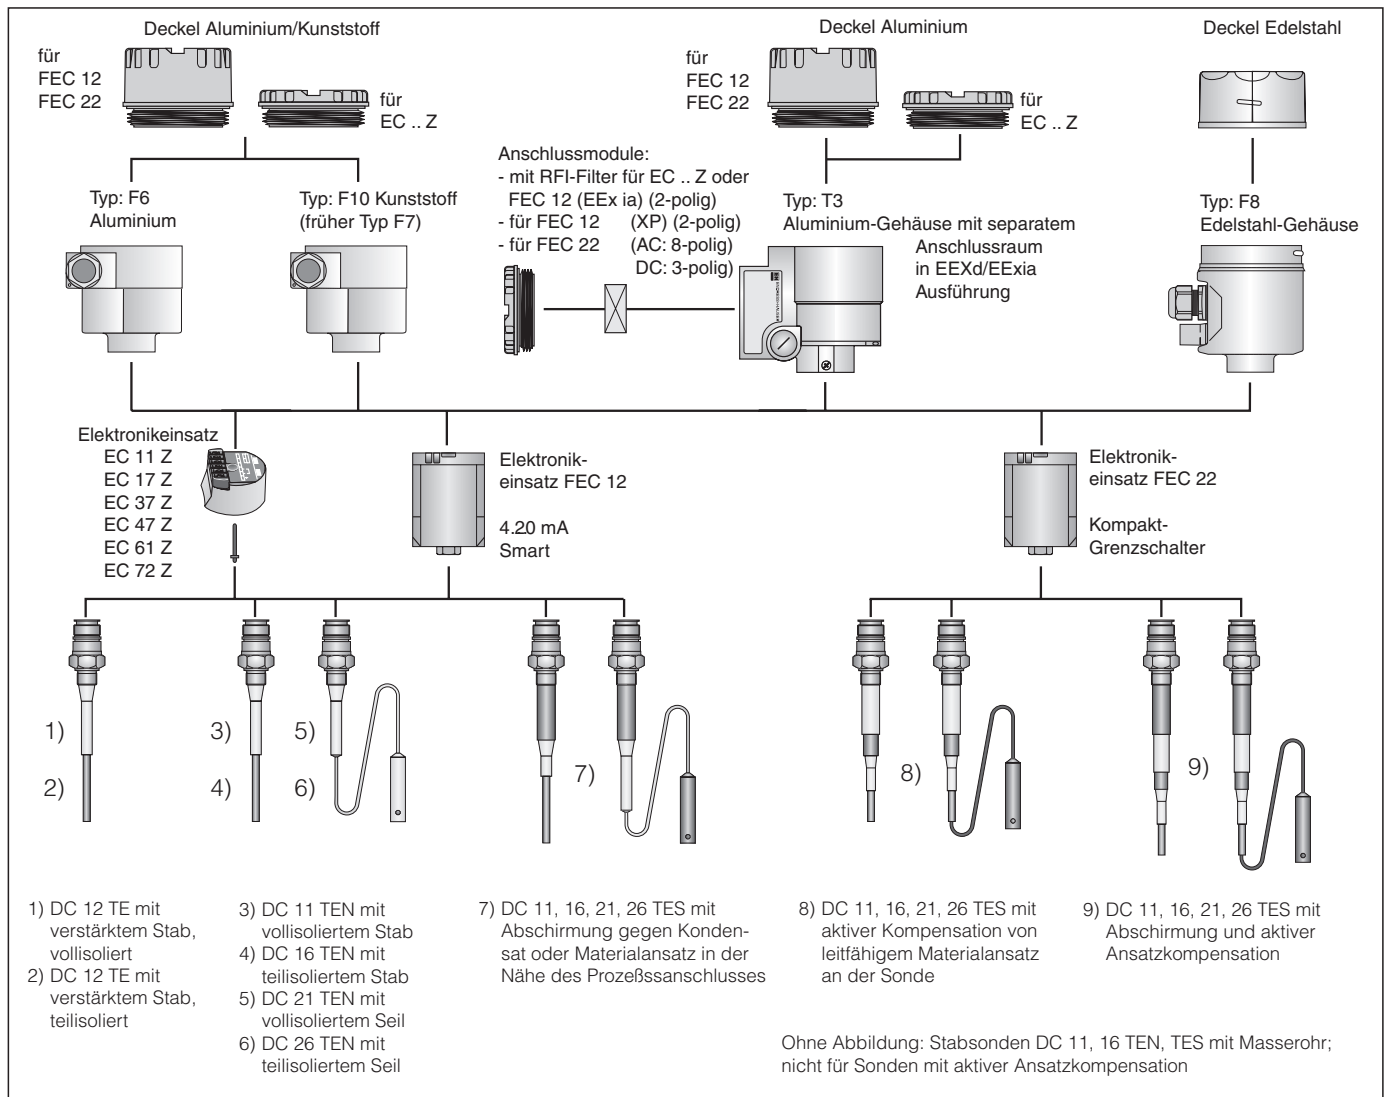 Deckel Aluminium/Kunststoff
für
FEC 12
FEC 22
für
EC .. Z
Deckel Aluminium
für
FEC 12
FEC 22
für
EC .. Z
Deckel Edelstahl
Typ: F6
Aluminium
Typ: F10 Kunststoff
(früher Typ F7)
Anschlussmodule:
- mit RFI-Filter für EC .. Z oder
FEC 12 (EEx ia) (2-polig)
- für FEC 12 (XP) (2-polig)
- für FEC 22 (AC: 8-polig)
DC: 3-polig)
Typ: T3
Aluminium-Gehäuse mit separatem
Anschlussraum
in EEXd/EExia
Ausführung
Typ: F8
Edelstahl-Gehäuse
Elektronikeinsatz
EC 11 Z
EC 17 Z
EC 37 Z
EC 47 Z
EC 61 Z
EC 72 Z
Elektronik-
einsatz FEC 12
4.20 mA
Smart
Elektronik-
einsatz FEC 22
Kompakt-
Grenzschalter
1)
2)
3)
4)
5)
6)
7)
8)
9)
1) DC 12 TE mit
verstärktem Stab,
vollisoliert
2) DC 12 TE mit
verstärktem Stab,
teilisoliert
3) DC 11 TEN mit
vollisoliertem Stab
4) DC 16 TEN mit
teilisoliertem Stab
5) DC 21 TEN mit
vollisoliertem Seil
6) DC 26 TEN mit
teilisoliertem Seil
7) DC 11, 16, 21, 26 TES mit
Abschirmung gegen Konden-
sat oder Materialansatz in der
Nähe des Prozeßssanschlusses
8) DC 11, 16, 21, 26 TES mit
aktiver Kompensation von
leitfähigem Materialansatz
an der Sonde
9) DC 11, 16, 21, 26 TES mit
Abschirmung und aktiver
Ansatzkompensation
Ohne Abbildung: Stabsonden DC 11, 16 TEN, TES mit Masserohr;
nicht für Sonden mit aktiver Ansatzkompensation